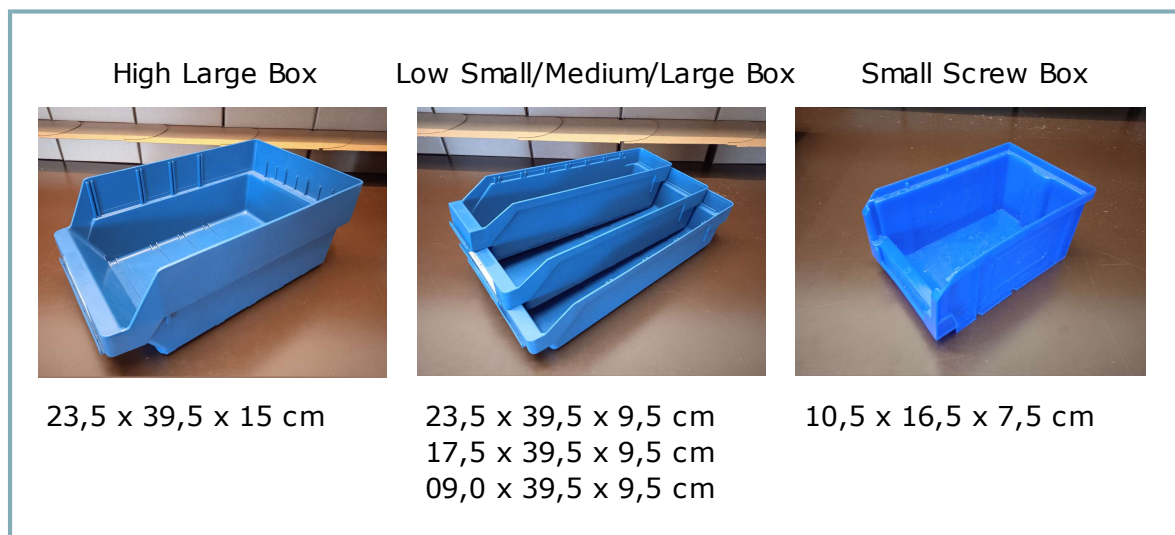 High Large Box
Low Small/Medium/Large Box
Small Screw Box
23,5 x 39,5 x 15 cm
23,5 x 39,5 x 9,5 cm
17,5 x 39,5 x 9,5 cm
09,0 x 39,5 x 9,5 cm
10,5 x 16,5 x 7,5 cm